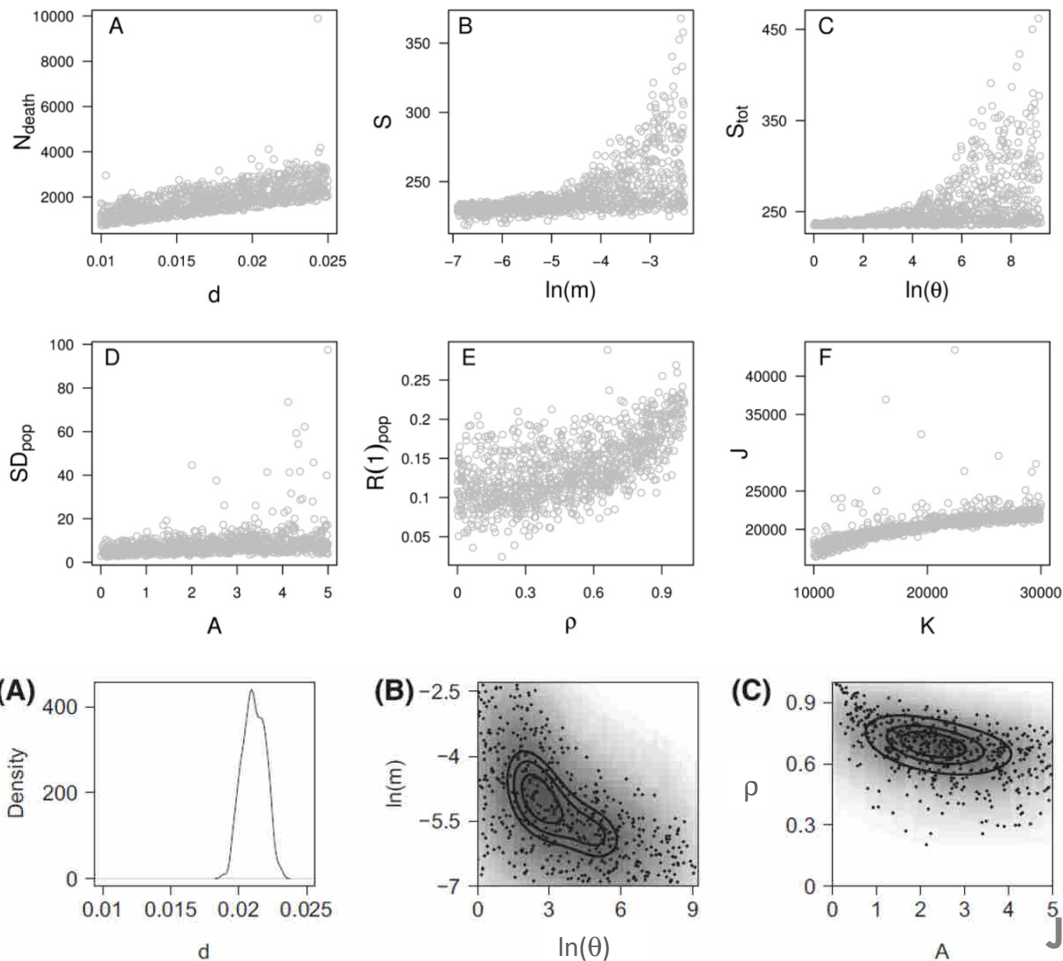 A
10000
8000
6000
4000
2000
N_death
0.01 0.015 0.02 0.025
d
B
350
300
250
S
−7 −6 −5 −4 −3
ln(m)
C
450
350
250
S_tot
0 2 4 6 8
ln(θ)
D
100
80
60
40
20
0
SD_pop
0 1 2 3 4 5
A
E
0.25
0.2
0.15
0.1
0.05
R(1)_pop
0 0.3 0.6 0.9
ρ
F
40000
35000
25000
20000
J
10000 20000 30000
K
(A)
400
200
0
Density
0.01 0.02 0.025
d
(B)
−2.5
−4
−5.5
−7
ln(m)
0 3 6 9
ln(θ)
(C)
0.9
0.6
0.3
0
ρ
0 1 2 3 4 5
A
J